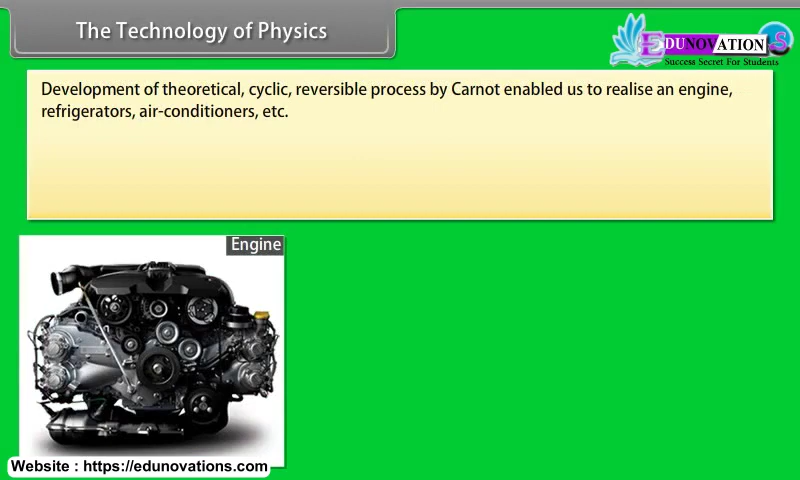 The Technology of Physics
EDUNOVATION S
Success Secret For Students
Development of theoretical, cyclic, reversible process by Carnot enabled us to realise an engine,
refrigerators, air-conditioners, etc.
Engine
Website : https://edunovations.com